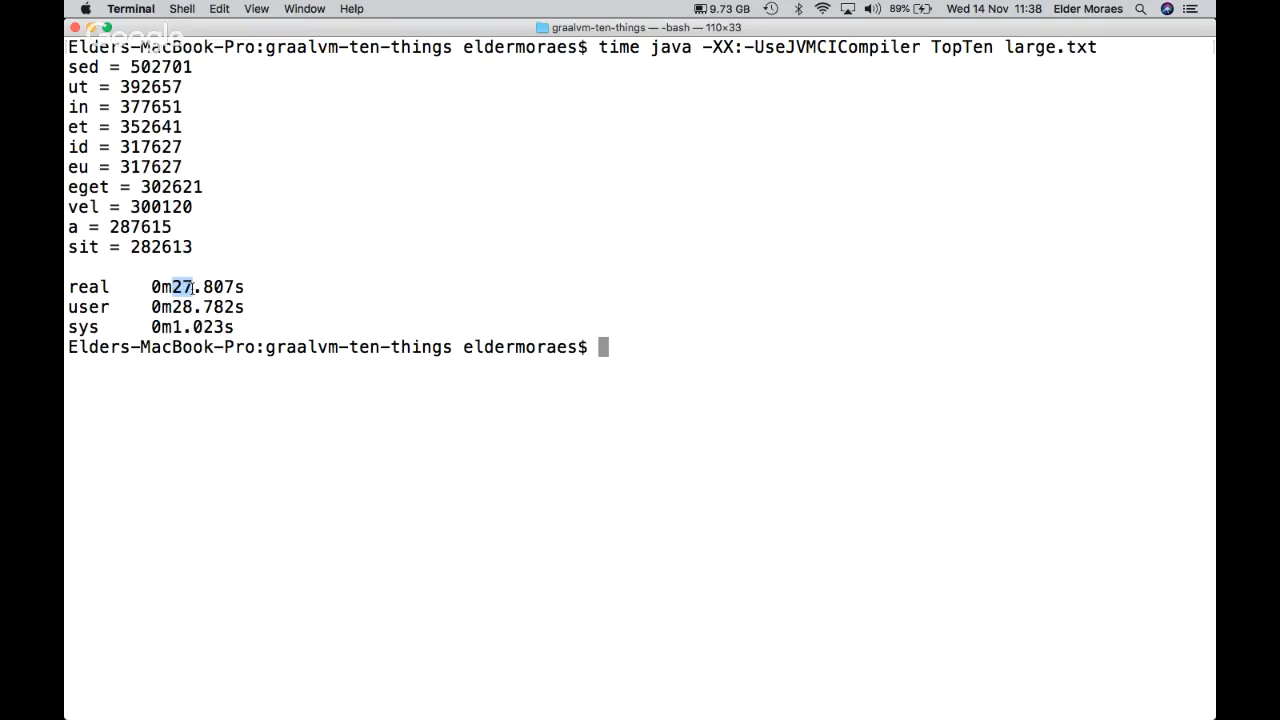 Terminal Shell Edit View Window Help 9.73 GB 89% Wed 14 Nov 11:38 Elder Moraes
Google
graalvm-ten-things — -bash — 110×33
Elders-MacBook-Pro:graalvm-ten-things eldermoraes$ time java -XX:-UseJVMCICompiler TopTen large.txt
sed = 502701
ut = 392657
in = 377651
et = 352641
id = 317627
eu = 317627
eget = 302621
vel = 300120
a = 287615
sit = 282613
real 0m27.807s
user 0m28.782s
sys 0m1.023s
Elders-MacBook-Pro:graalvm-ten-things eldermoraes$